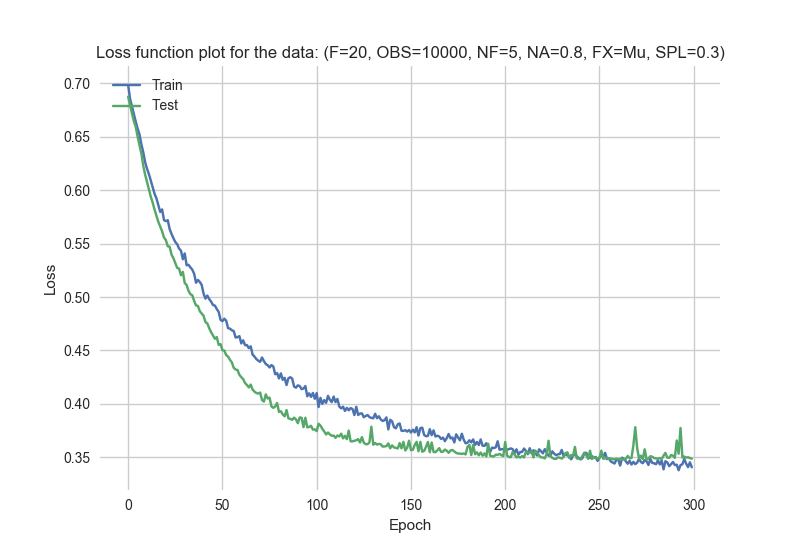 Loss function plot for the data: (F=20, OBS=10000, NF=5, NA=0.8, FX=Mu, SPL=0.3)
Train
Test
0.70
0.65
0.60
0.55
0.50
0.45
0.40
0.35
Loss
0 50 100 150 200 250 300
Epoch